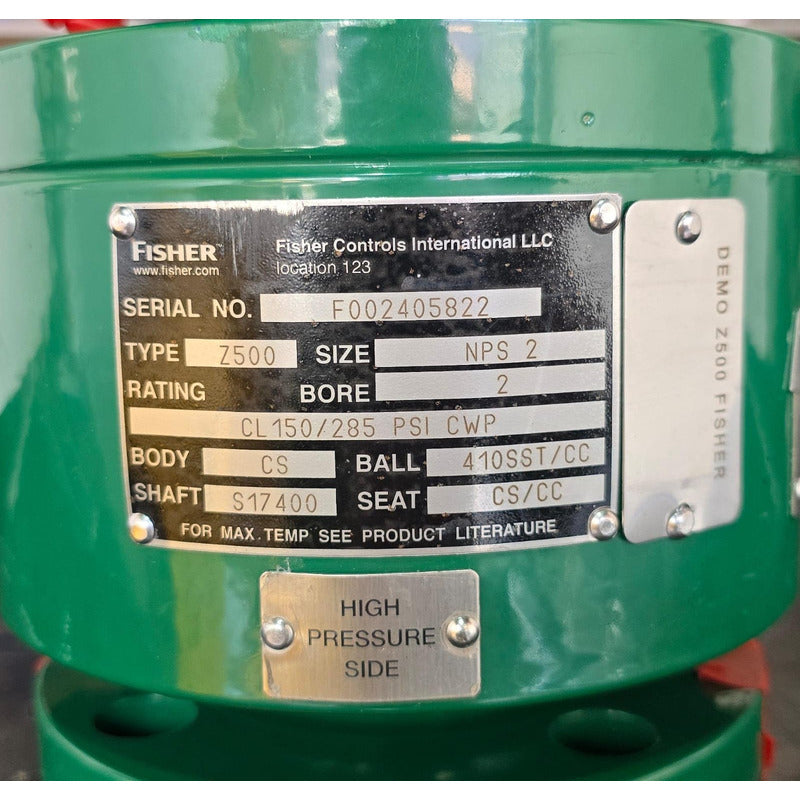 FISHER™ Fisher Controls International LLC
www.fisher.com location 123
SERIAL NO. F002405822
TYPE Z500 SIZE NPS 2
RATING BORE 2
CL150/285 PSI CWP
BODY CS BALL 410SST/CC
SHAFT S17400 SEAT CS/CC
FOR MAX. TEMP SEE PRODUCT LITERATURE
DEMO Z500 FISHER
HIGH
PRESSURE
SIDE